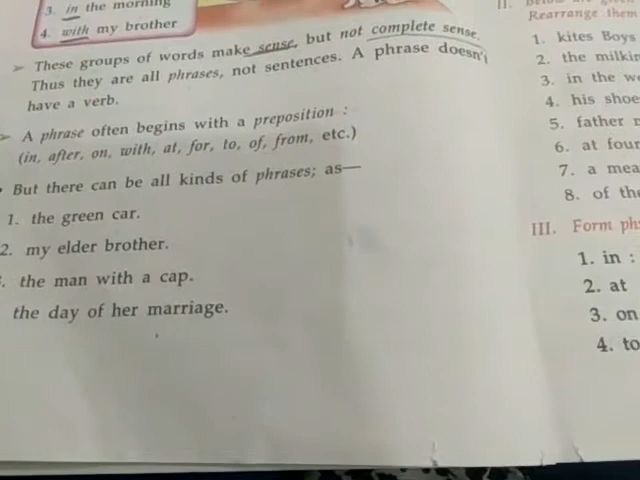 3. in the morning
4. with my brother
➢ These groups of words make sense, but not complete sense.
Thus they are all phrases, not sentences. A phrase doesn't
have a verb.
➢ A phrase often begins with a preposition :
(in, after, on, with, at, for, to, of, from, etc.)
But there can be all kinds of phrases; as—
1. the green car.
2. my elder brother.
. the man with a cap.
the day of her marriage.
II.
Rearrange them
1. kites Boys
2. the milkin
3. in the
4. his shoe
5. father
6. at four
7. a mea
8. of the
III. Form
1. in :
2. at
3. on
4. to